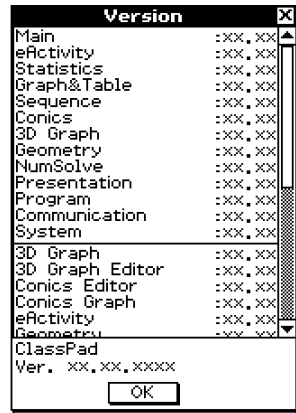 Version
Main :xx.xx
eActivity :xx.xx
Statistics :xx.xx
Graph&Table :xx.xx
Sequence :xx.xx
Conics :xx.xx
3D Graph :xx.xx
Geometry :xx.xx
NumSolve :xx.xx
Presentation :xx.xx
Program :xx.xx
Communication :xx.xx
System :xx.xx
3D Graph :xx.xx
3D Graph Editor :xx.xx
Conics Editor :xx.xx
Conics Graph :xx.xx
eActivity :xx.xx
Geometry :xx.xx
ClassPad
Ver. xx.xx.xxxx
OK